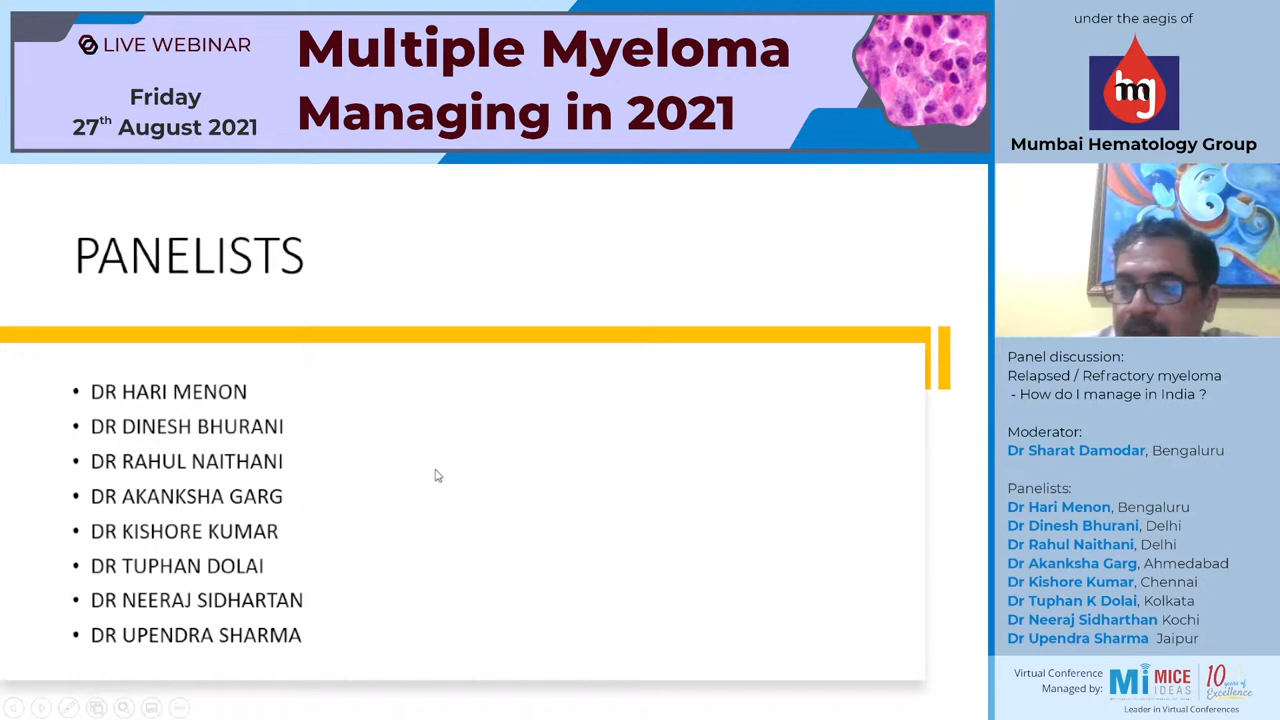 LIVE WEBINAR
Friday
27th August 2021
Multiple Myeloma
Managing in 2021
under the aegis of
hmg
Mumbai Hematology Group
PANELISTS
• DR HARI MENON
• DR DINESH BHURANI
• DR RAHUL NAITHANI
• DR AKANKSHA GARG
• DR KISHORE KUMAR
• DR TUPHAN DOLAI
• DR NEERAJ SIDHARTAN
• DR UPENDRA SHARMA
Panel discussion:
Relapsed / Refractory myeloma
- How do I manage in India ?
Moderator:
Dr Sharat Damodar, Bengaluru
Panelists:
Dr Hari Menon, Bengaluru
Dr Dinesh Bhurani, Delhi
Dr Rahul Naithani, Delhi
Dr Akanksha Garg, Ahmedabad
Dr Kishore Kumar, Chennai
Dr Tuphan K Dolai, Kolkata
Dr Neeraj Sidharthan Kochi
Dr Upendra Sharma Jaipur
Virtual Conference
Managed by:
Mi MICE IDEAS
10 years of Excellence
Leader in Virtual Conferences